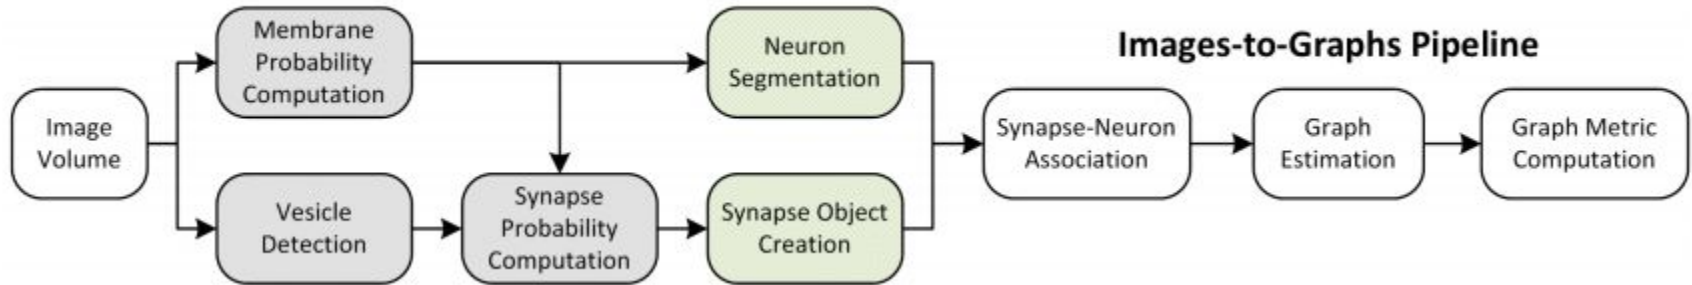 Images-to-Graphs Pipeline
Image
Volume
Membrane
Probability
Computation
Vesicle
Detection
Synapse
Probability
Computation
Neuron
Segmentation
Synapse Object
Creation
Synapse-Neuron
Association
Graph
Estimation
Graph Metric
Computation